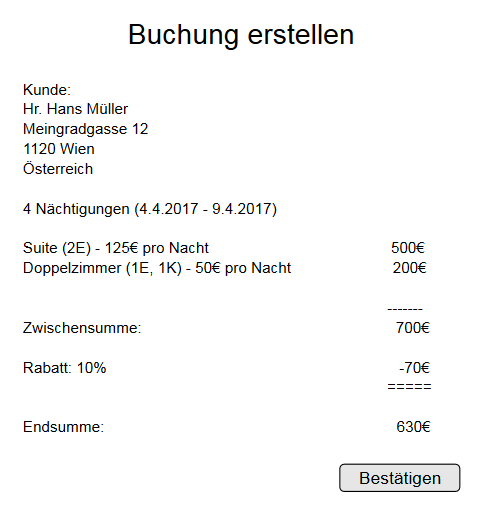 Buchung erstellen
Kunde:
Hr. Hans Müller
Meingradgasse 12
1120 Wien
Österreich
4 Nächtigungen (4.4.2017 - 9.4.2017)
Suite (2E) - 125€ pro Nacht 500€
Doppelzimmer (1E, 1K) - 50€ pro Nacht 200€
-------
Zwischensumme: 700€
Rabatt: 10% -70€
=====
Endsumme: 630€
Bestätigen